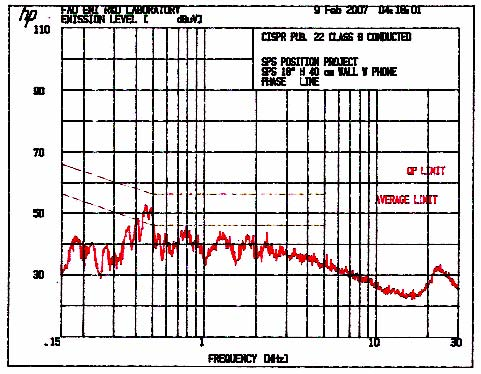 hp
FAU EMI R&D LABORATORY
9 Feb 2007 04:18:01
EMISSION LEVEL [ dBuV]
110
CISPR PUB. 22 CLASS B CONDUCTED
SPS POSITION PROJECT
SPS 18" H 40 cm WALL W PHONE
PHASE LINE
90
70
QP LIMIT
AVERAGE LIMIT
50
30
.15
1
10
30
FREQUENCY [MHz]